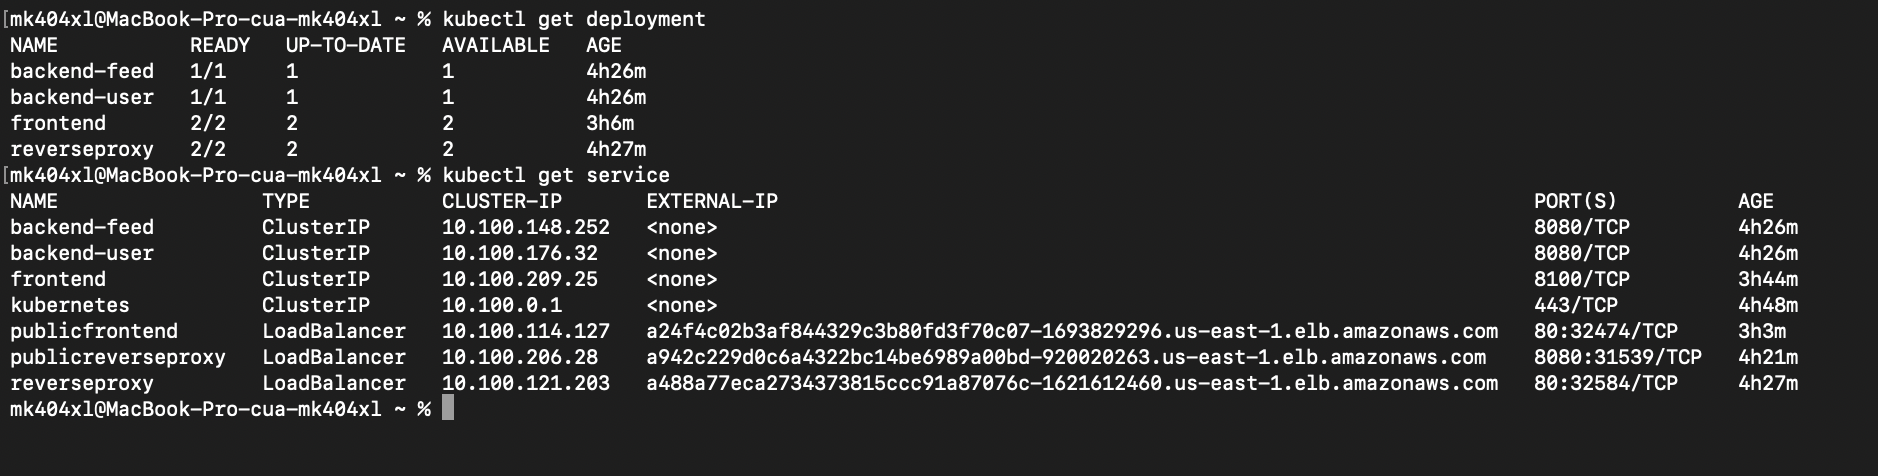 [mk404xl@MacBook-Pro-cua-mk404xl ~ % kubectl get deployment
NAME READY UP-TO-DATE AVAILABLE AGE
backend-feed 1/1 1 1 4h26m
backend-user 1/1 1 1 4h26m
frontend 2/2 2 2 3h6m
reverseproxy 2/2 2 2 4h27m
[mk404xl@MacBook-Pro-cua-mk404xl ~ % kubectl get service
NAME TYPE CLUSTER-IP EXTERNAL-IP PORT(S) AGE
backend-feed ClusterIP 10.100.148.252 <none> 8080/TCP 4h26m
backend-user ClusterIP 10.100.176.32 <none> 8080/TCP 4h26m
frontend ClusterIP 10.100.209.25 <none> 8100/TCP 3h44m
kubernetes ClusterIP 10.100.0.1 <none> 443/TCP 4h48m
publicfrontend LoadBalancer 10.100.114.127 a24f4c02b3af844329c3b80fd3f70c07-1693829296.us-east-1.elb.amazonaws.com 80:32474/TCP 3h3m
publicreverseproxy LoadBalancer 10.100.206.28 a942c229d0c6a4322bc14be6989a00bd-920020263.us-east-1.elb.amazonaws.com 8080:31539/TCP 4h21m
reverseproxy LoadBalancer 10.100.121.203 a488a77eca2734373815ccc91a87076c-1621612460.us-east-1.elb.amazonaws.com 80:32584/TCP 4h27m
mk404xl@MacBook-Pro-cua-mk404xl ~ %